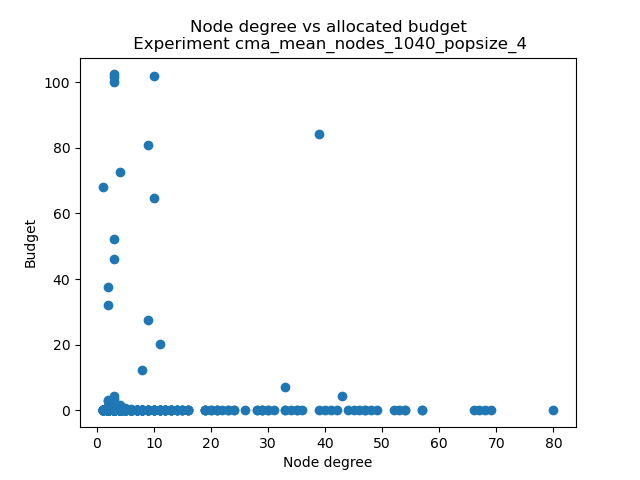 Node degree vs allocated budget
Experiment cma_mean_nodes_1040_popsize_4
100
80
60
40
20
0
Budget
0 10 20 30 40 50 60 70 80
Node degree